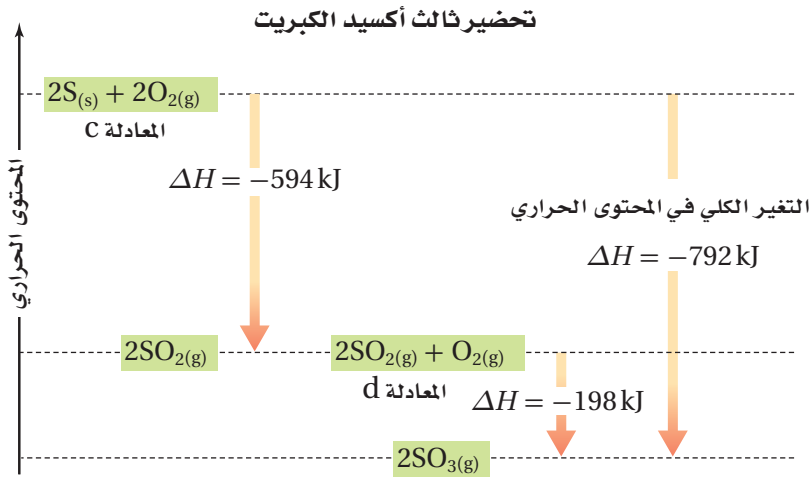 تحضير ثالث أكسيد الكبريت
المحتوى الحراري
2S(s) + 2O2(g)
المعادلة c
ΔH = −594 kJ
التغير الكلي في المحتوى الحراري
ΔH = −792 kJ
2SO2(g)
2SO2(g) + O2(g)
المعادلة d
ΔH = −198 kJ
2SO3(g)